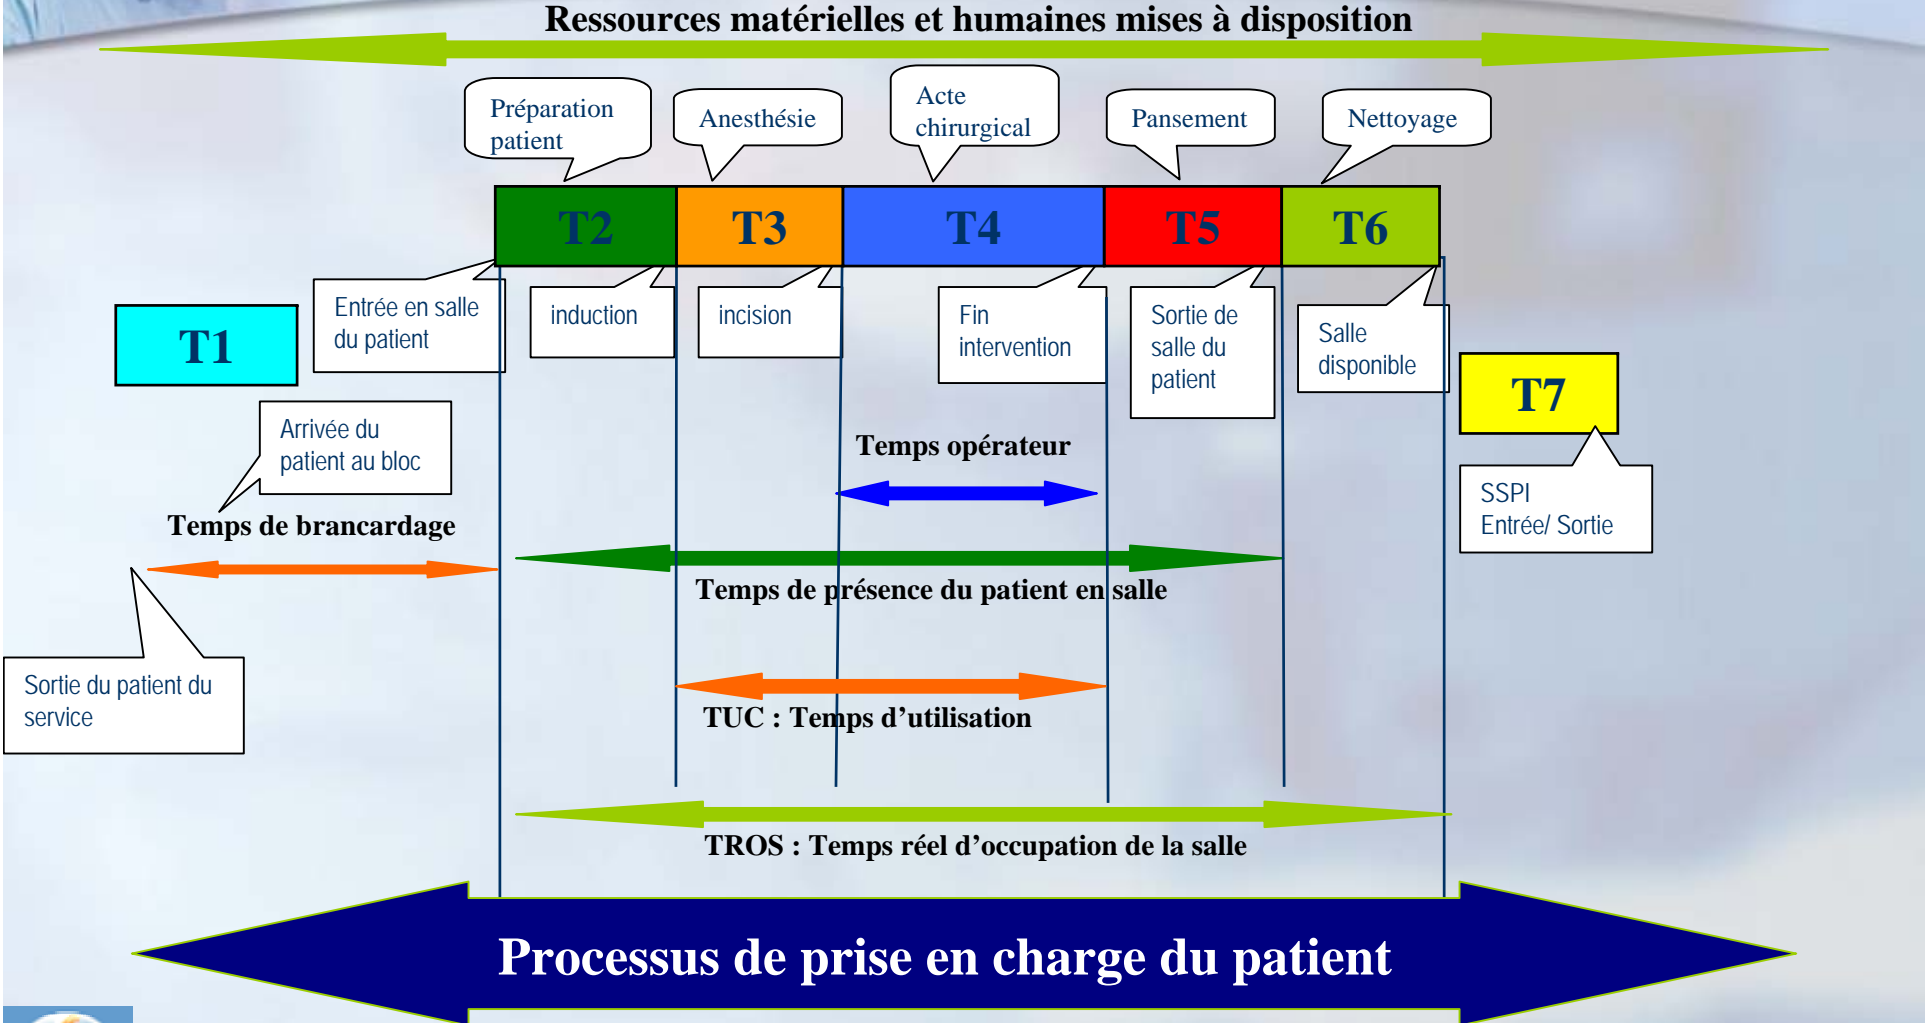 Ressources matérielles et humaines mises à disposition
Préparation
patient
Anesthésie
Acte
chirurgical
Pansement
Nettoyage
T2
T3
T4
T5
T6
Entrée en salle
du patient
induction
incision
Fin
intervention
Sortie de
salle du
patient
Salle
disponible
T1
T7
Arrivée du
patient au bloc
Temps opérateur
SSPI
Entrée/ Sortie
Temps de brancardage
Temps de présence du patient en salle
Sortie du patient du
service
TUC : Temps d’utilisation
TROS : Temps réel d’occupation de la salle
Processus de prise en charge du patient